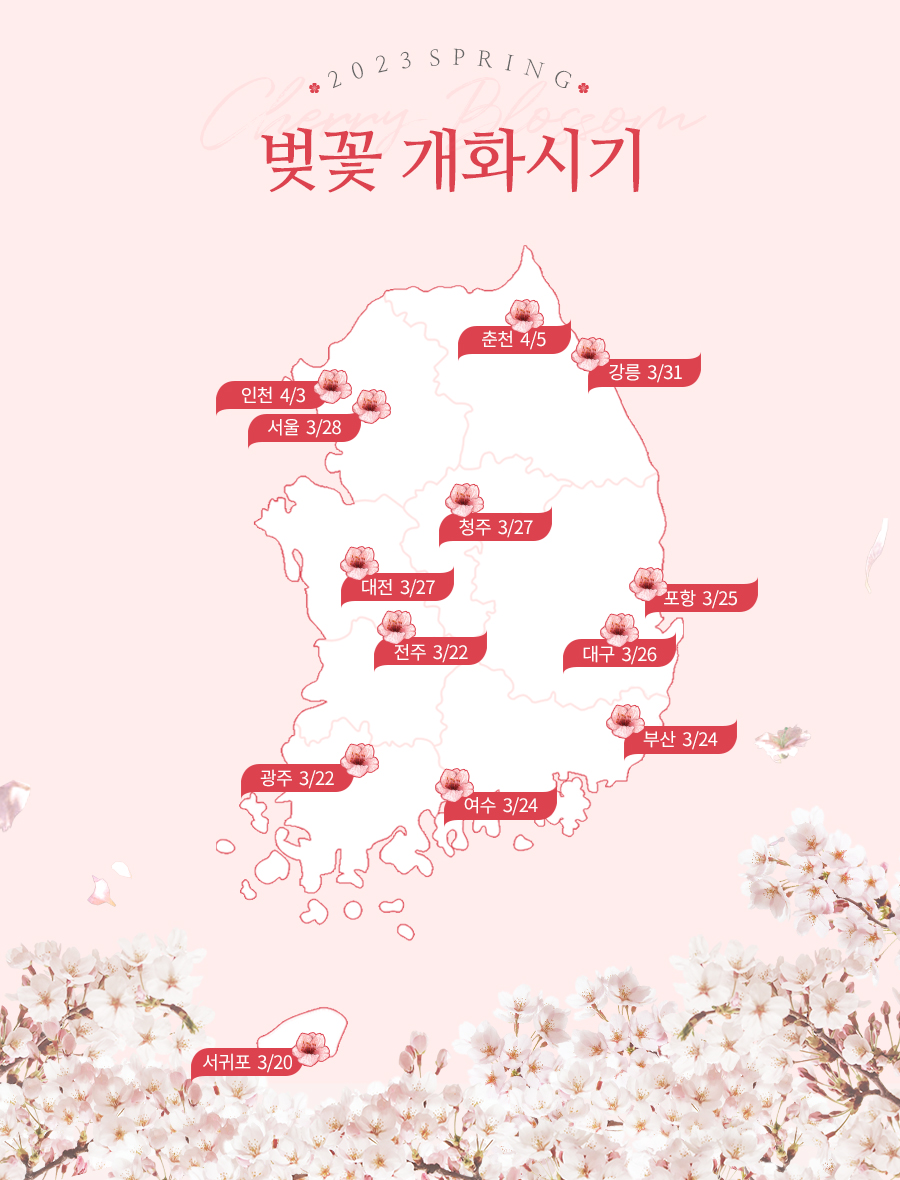 2023 SPRING
Cherry Blossom
벚꽃 개화시기
춘천 4/5
강릉 3/31
인천 4/3
서울 3/28
청주 3/27
대전 3/27
포항 3/25
전주 3/22
대구 3/26
부산 3/24
광주 3/22
여수 3/24
서귀포 3/20